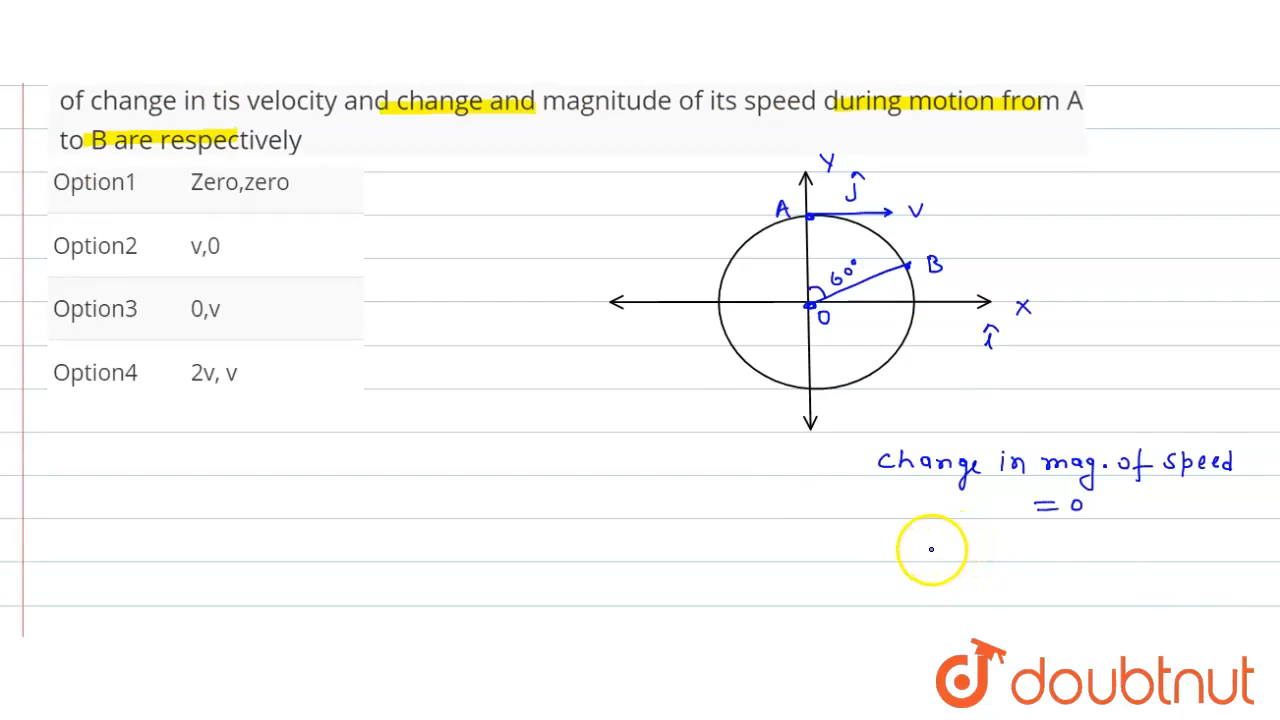 of change in tis velocity and change and magnitude of its speed during motion from A
to B are respectively
Option1 Zero,zero
Option2 v,0
Option3 0,v
Option4 2v, v
Y
ĵ
A
v
60°
B
O
X
î
change in mag. of speed
= 0
doubtnut